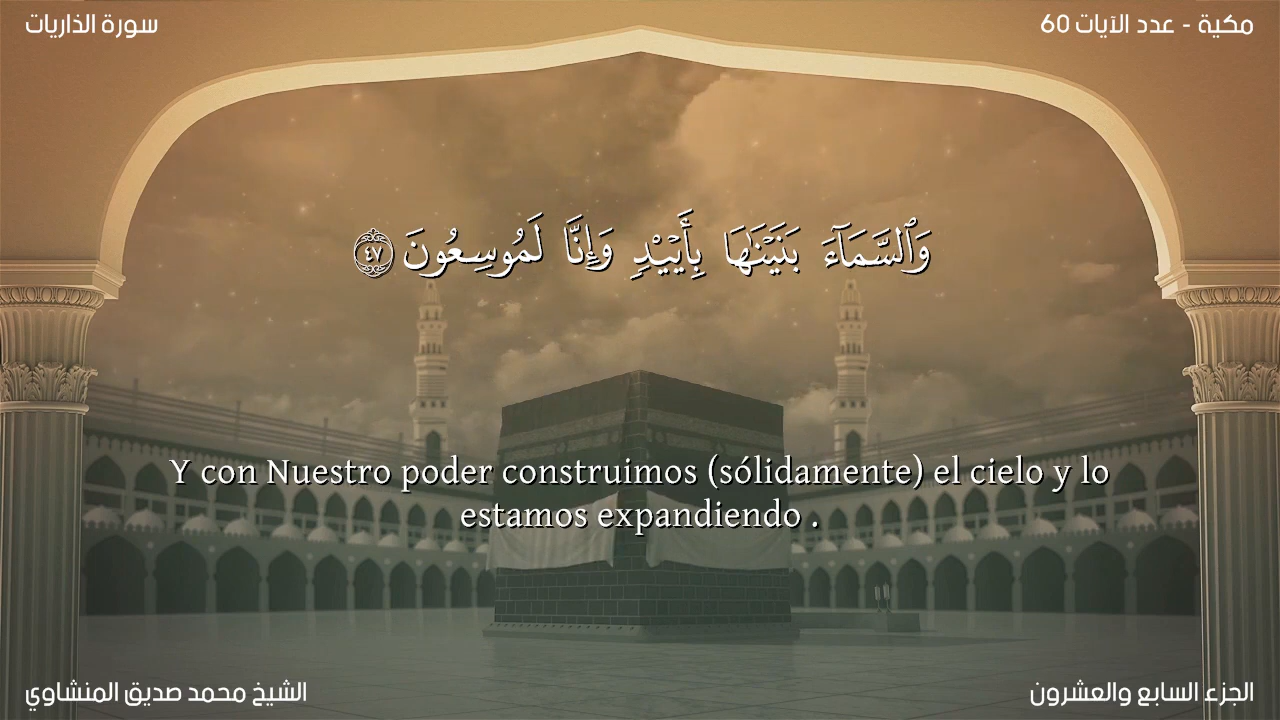 سورة الذاريات
مكية - عدد الآيات 60
وَٱلسَّمَآءَ بَنَيۡنَٰهَا بِأَيۡيْدٖ وَإِنَّا لَمُوسِعُونَ ٤٧
Y con Nuestro poder construimos (sólidamente) el cielo y lo
estamos expandiendo .
الشيخ محمد صديق المنشاوي
الجزء السابع والعشرون